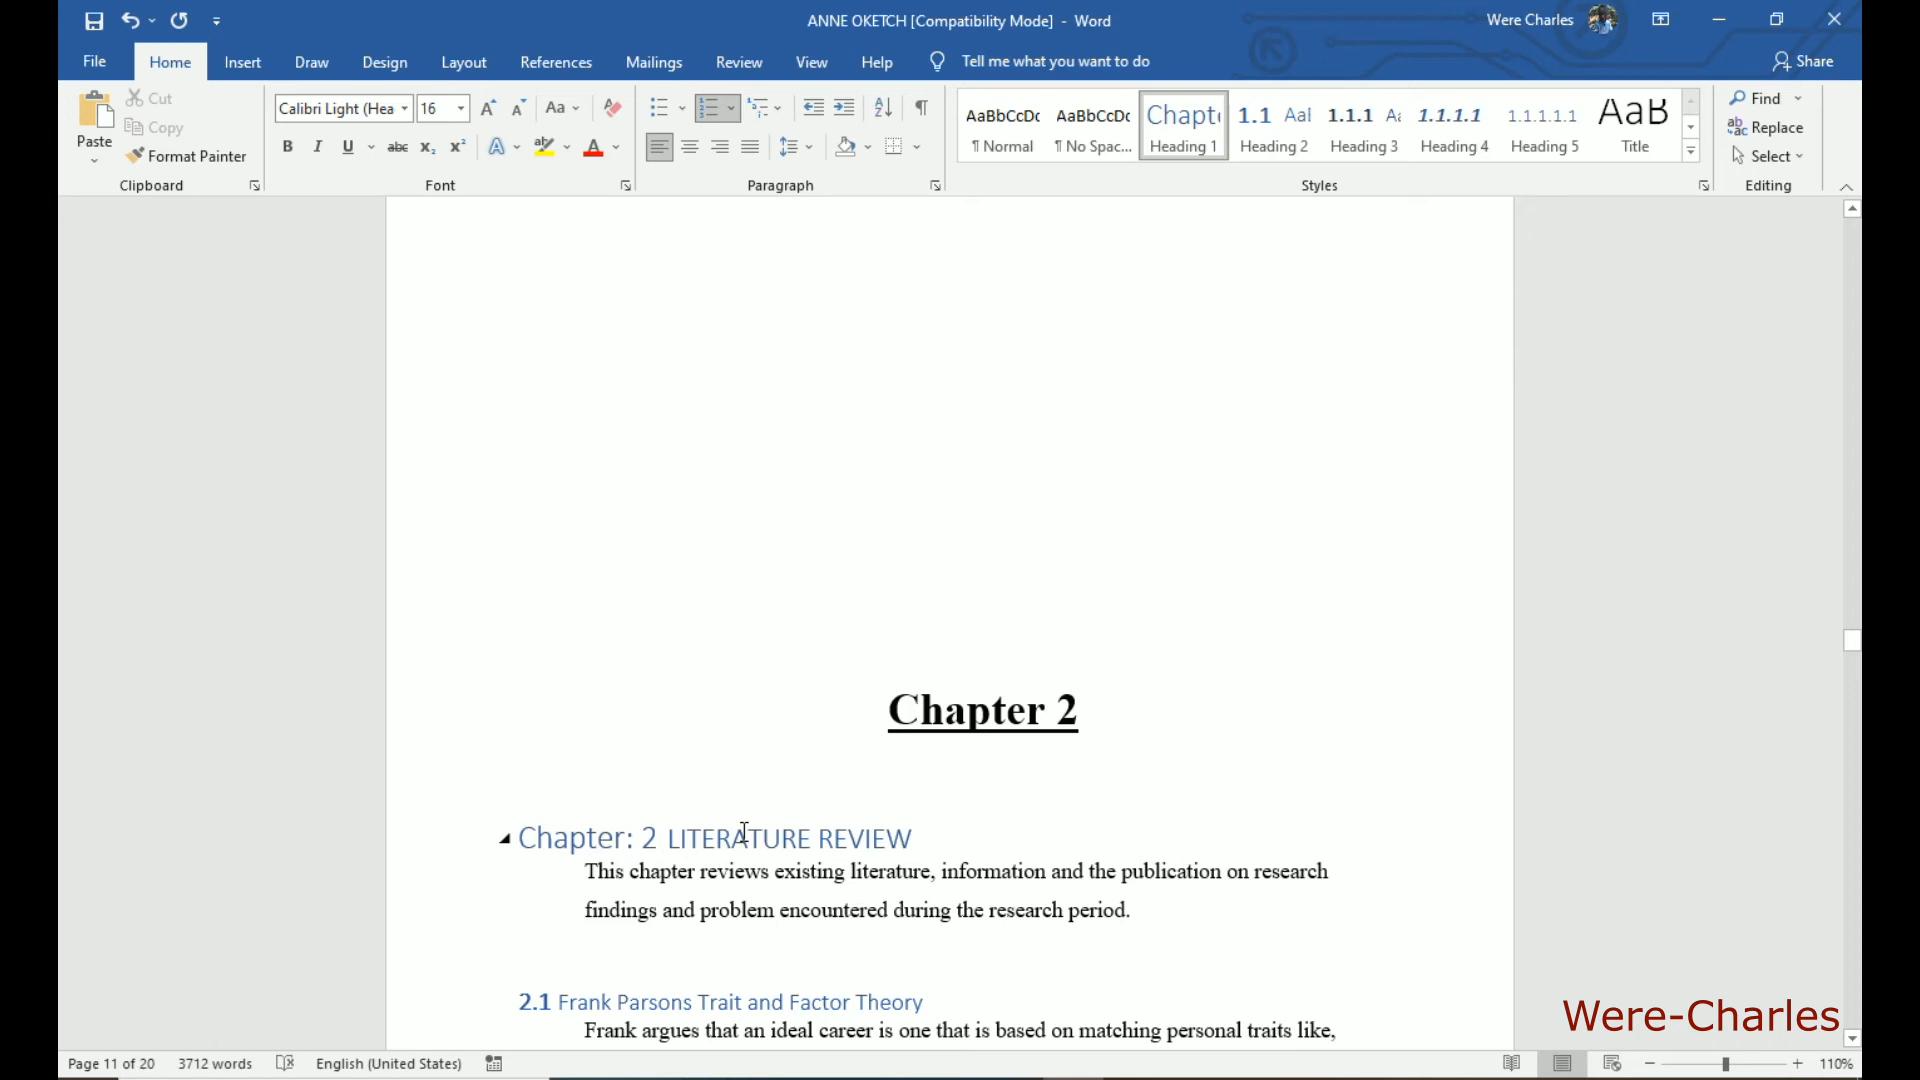 ANNE OKETCH [Compatibility Mode] - Word
Were Charles
File Home Insert Draw Design Layout References Mailings Review View Help Tell me what you want to do Share
Paste
Cut
Copy
Format Painter
Clipboard
Calibri Light (Hea 16
Aa
B I U abc x₂ x² A A
Font
Paragraph
AaBbCcDc AaBbCcDc Chapte 1.1 Aal 1.1.1 Aa 1.1.1.1 1.1.1.1.1 AaB
¶ Normal ¶ No Spac... Heading 1 Heading 2 Heading 3 Heading 4 Heading 5 Title
Styles
Find
Replace
Select
Editing
Chapter 2
Chapter: 2 LITERATURE REVIEW
This chapter reviews existing literature, information and the publication on research
findings and problem encountered during the research period.
2.1 Frank Parsons Trait and Factor Theory
Frank argues that an ideal career is one that is based on matching personal traits like,
Were-Charles
Page 11 of 20 3712 words English (United States) 110%